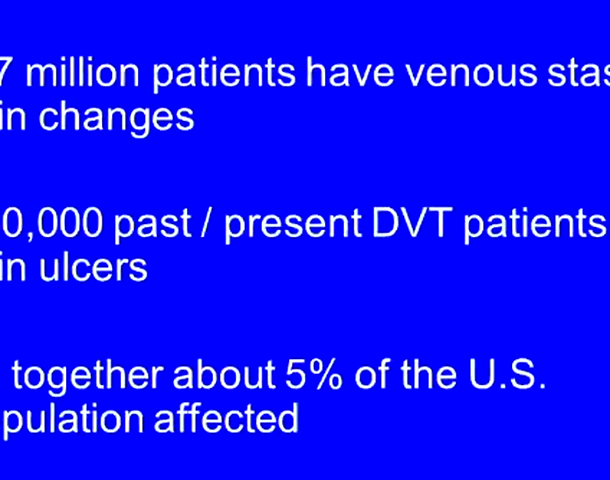 7 million patients have venous stas
in changes
0,000 past / present DVT patients
in ulcers
together about 5% of the U.S.
pulation affected